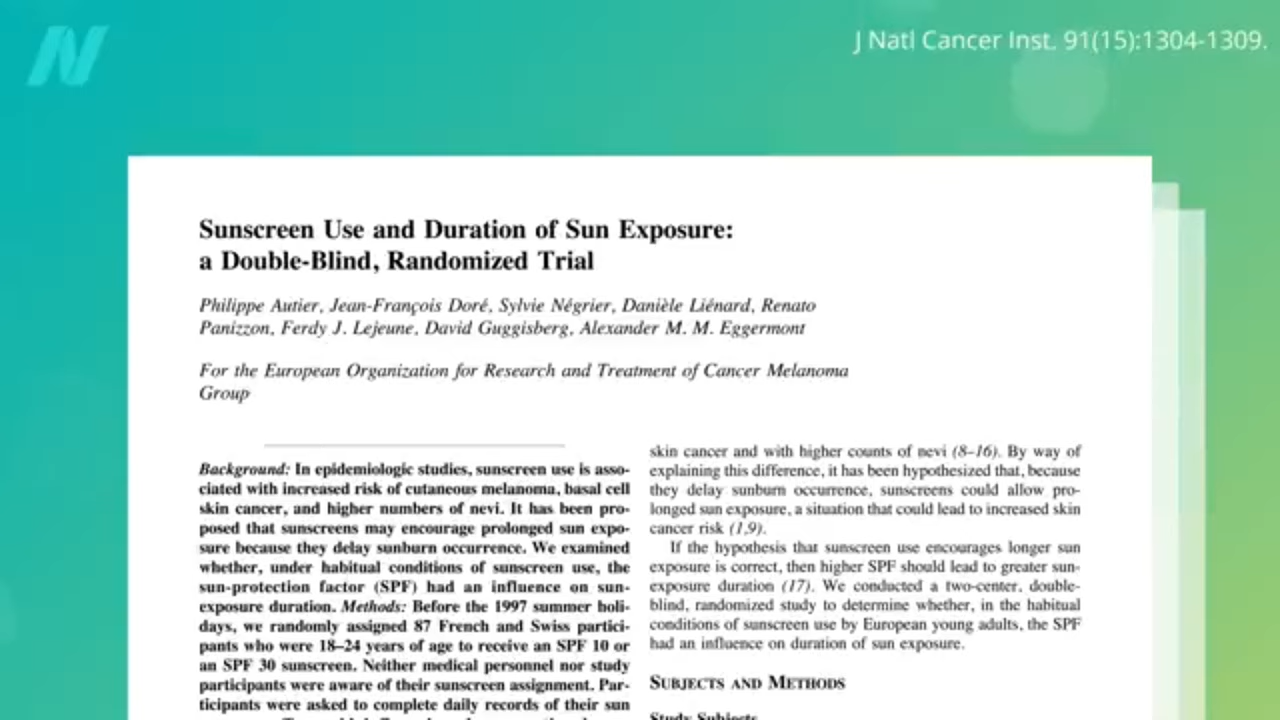 N
J Natl Cancer Inst. 91(15):1304-1309.
Sunscreen Use and Duration of Sun Exposure:
a Double-Blind, Randomized Trial
Philippe Autier, Jean-François Doré, Sylvie Négrier, Danièle Liénard, Renato
Panizzon, Ferdy J. Lejeune, David Guggisberg, Alexander M. M. Eggermont
For the European Organization for Research and Treatment of Cancer Melanoma
Group
Background: In epidemiologic studies, sunscreen use is asso-
ciated with increased risk of cutaneous melanoma, basal cell
skin cancer, and higher numbers of nevi. It has been pro-
posed that sunscreens may encourage prolonged sun expo-
sure because they delay sunburn occurrence. We examined
whether, under habitual conditions of sunscreen use, the
sun-protection factor (SPF) had an influence on sun-
exposure duration. Methods: Before the 1997 summer holi-
days, we randomly assigned 87 French and Swiss partici-
pants who were 18–24 years of age to receive an SPF 10 or
an SPF 30 sunscreen. Neither medical personnel nor study
participants were aware of their sunscreen assignment. Par-
ticipants were asked to complete daily records of their sun
skin cancer and with higher counts of nevi (8–16). By way of
explaining this difference, it has been hypothesized that, because
they delay sunburn occurrence, sunscreens could allow pro-
longed sun exposure, a situation that could lead to increased skin
cancer risk (1,9).
If the hypothesis that sunscreen use encourages longer sun
exposure is correct, then higher SPF should lead to greater sun-
exposure duration (17). We conducted a two-center, double-
blind, randomized study to determine whether, in the habitual
conditions of sunscreen use by European young adults, the SPF
had an influence on duration of sun exposure.
SUBJECTS AND METHODS
Study Subjects